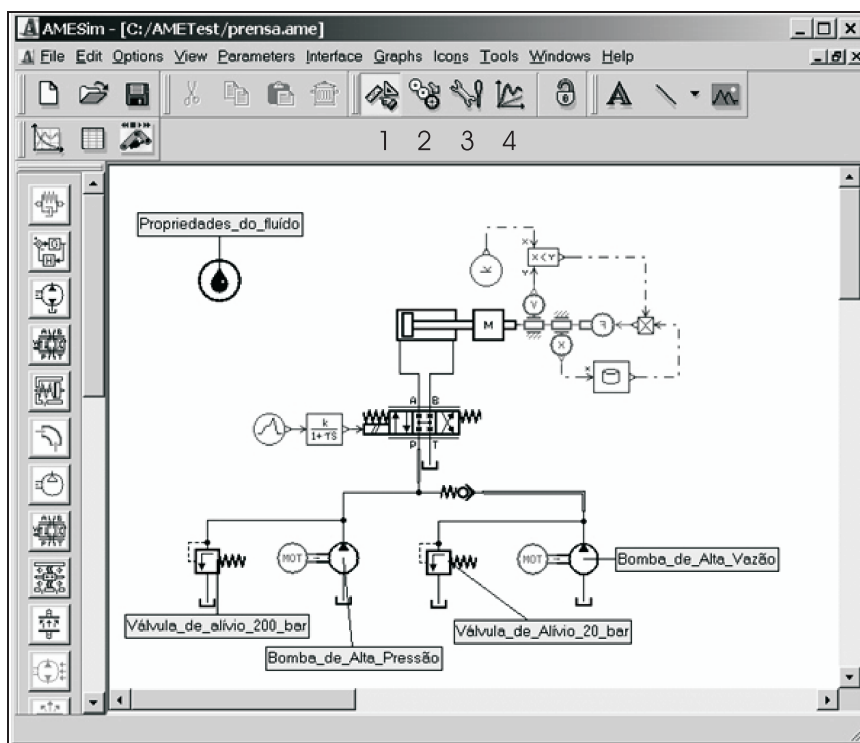 AMESim - [C:/AMETest/prensa.ame]
File Edit Options View Parameters Interface Graphs Icons Tools Windows Help
A
1 2 3 4
Propriedades_do_fluído
X
X < Y
Y
K
V
M
F
X
x
A B
k
1 + τS
P T
MOT
MOT
Bomba_de_Alta_Vazão
Válvula_de_alívio_200_bar
Válvula_de_Alívio_20_bar
Bomba_de_Alta_Pressão